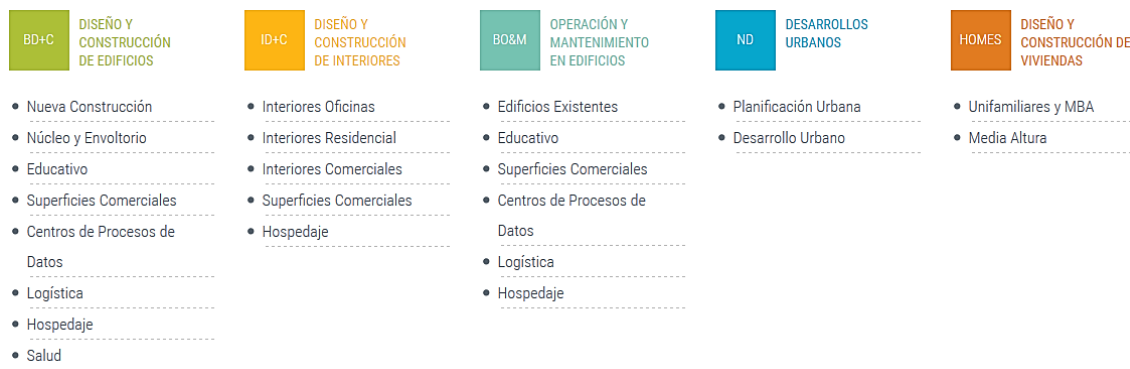 BD+C
DISEÑO Y
CONSTRUCCIÓN
DE EDIFICIOS
Nueva Construcción
Núcleo y Envoltorio
Educativo
Superficies Comerciales
Centros de Procesos de
Datos
Logística
Hospedaje
Salud
ID+C
DISEÑO Y
CONSTRUCCIÓN
DE INTERIORES
Interiores Oficinas
Interiores Residencial
Interiores Comerciales
Superficies Comerciales
Hospedaje
BO&M
OPERACIÓN Y
MANTENIMIENTO
EN EDIFICIOS
Edificios Existentes
Educativo
Superficies Comerciales
Centros de Procesos de
Datos
Logística
Hospedaje
ND
DESARROLLOS
URBANOS
Planificación Urbana
Desarrollo Urbano
HOMES
DISEÑO Y
CONSTRUCCIÓN DE
VIVIENDAS
Unifamiliares y MBA
Media Altura